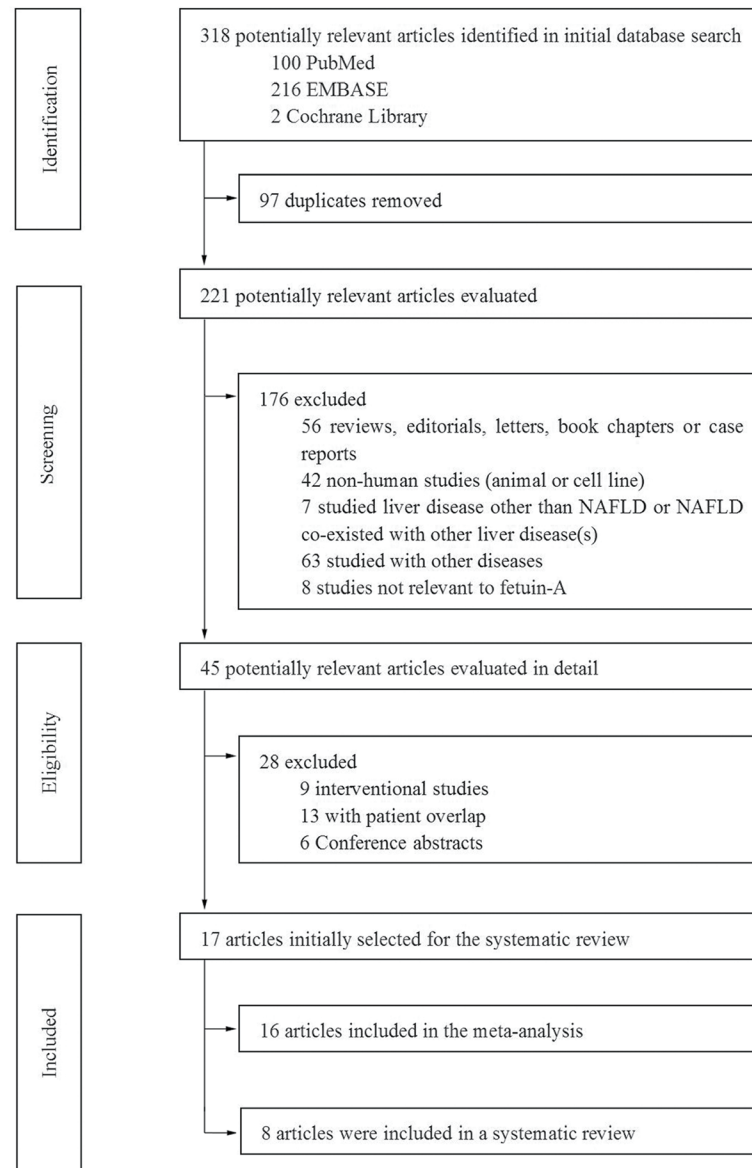 Identification
318 potentially relevant articles identified in initial database search
100 PubMed
216 EMBASE
2 Cochrane Library
97 duplicates removed
Screening
221 potentially relevant articles evaluated
176 excluded
56 reviews, editorials, letters, book chapters or case
reports
42 non-human studies (animal or cell line)
7 studied liver disease other than NAFLD or NAFLD
co-existed with other liver disease(s)
63 studied with other diseases
8 studies not relevant to fetuin-A
Eligibility
45 potentially relevant articles evaluated in detail
28 excluded
9 interventional studies
13 with patient overlap
6 Conference abstracts
Included
17 articles initially selected for the systematic review
16 articles included in the meta-analysis
8 articles were included in a systematic review